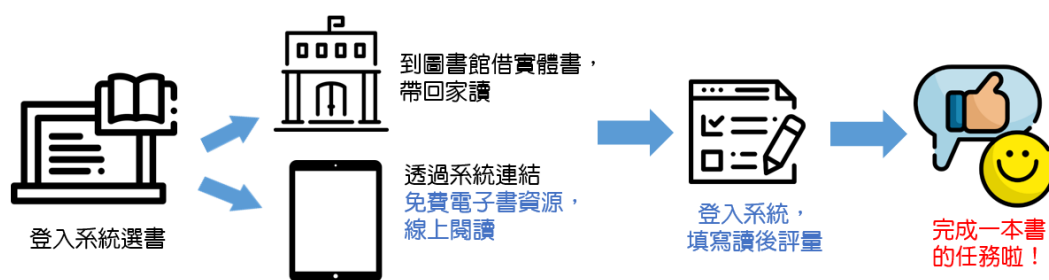 登入系統選書
到圖書館借實體書，
帶回家讀
透過系統連結
免費電子書資源，
線上閱讀
登入系統，
填寫讀後評量
完成一本書
的任務啦！